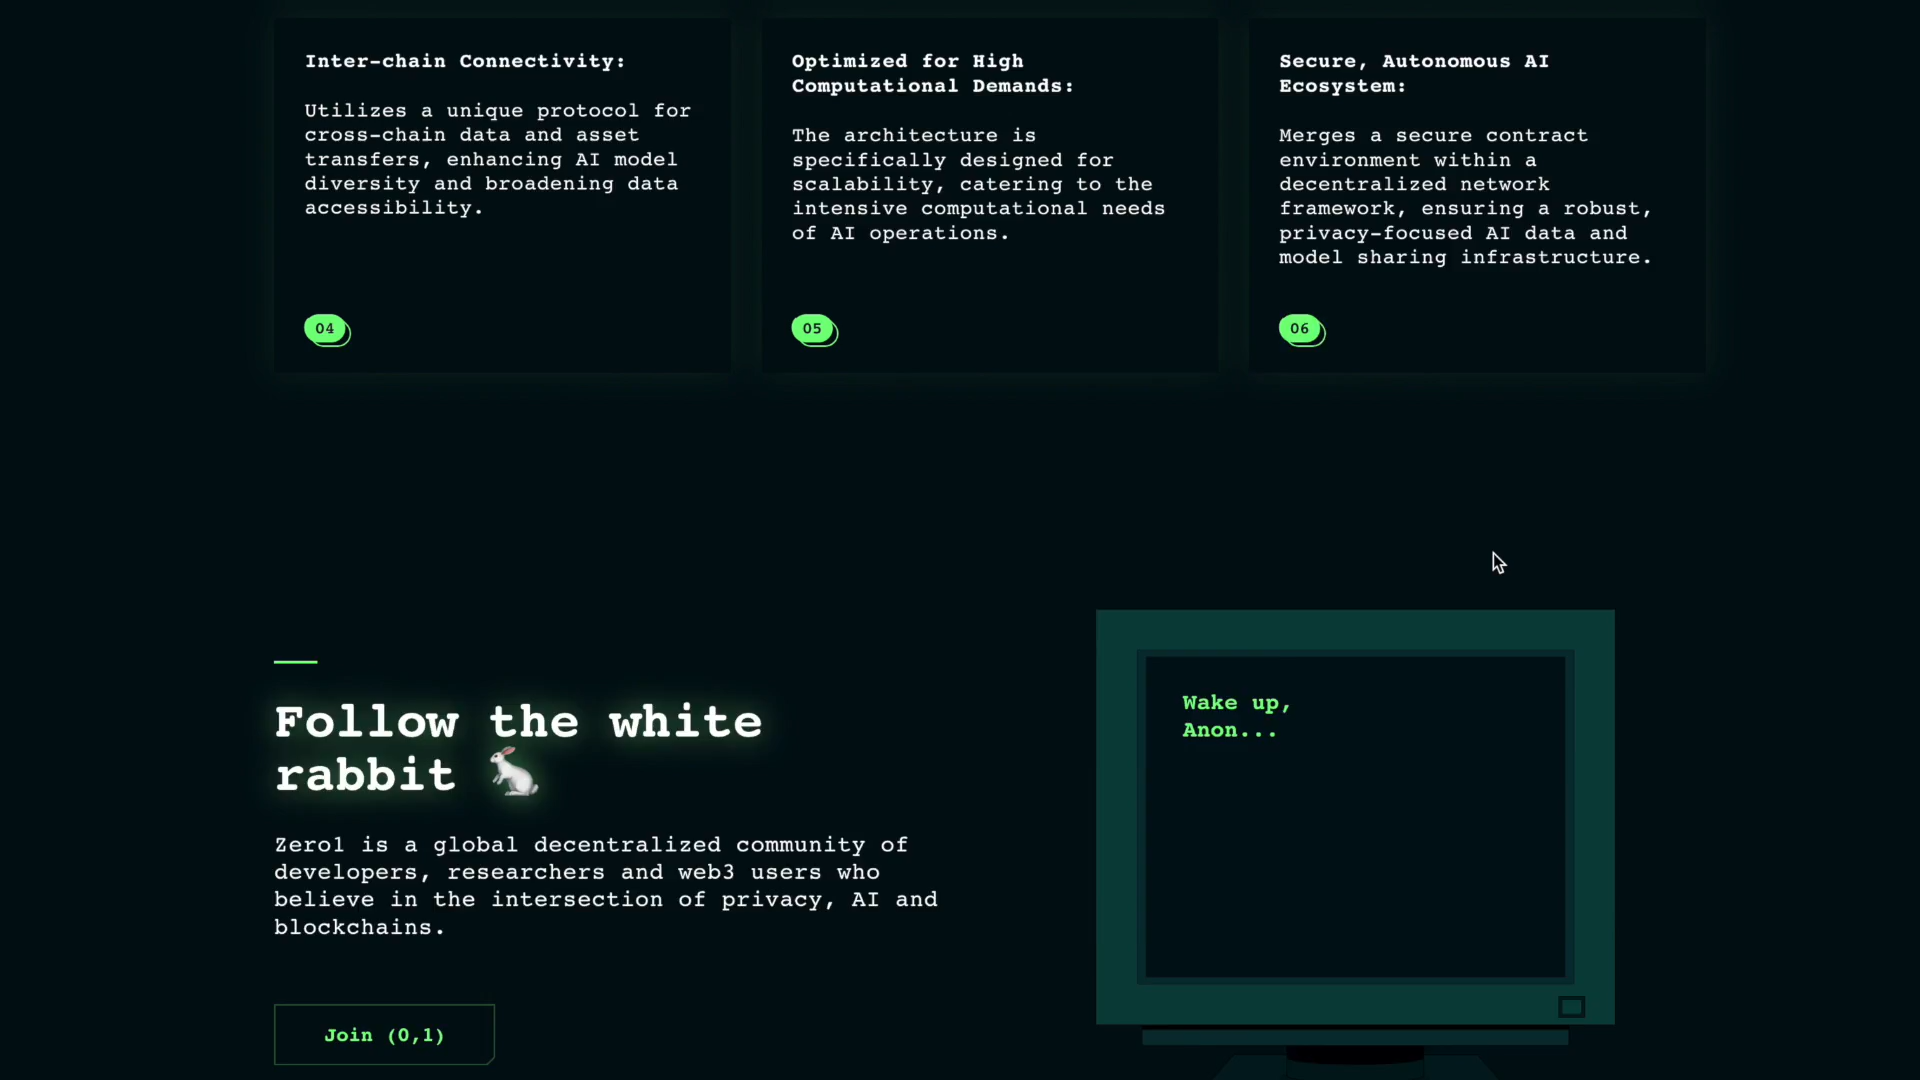 Inter-chain Connectivity:
Utilizes a unique protocol for
cross-chain data and asset
transfers, enhancing AI model
diversity and broadening data
accessibility.
04
Optimized for High
Computational Demands:
The architecture is
specifically designed for
scalability, catering to the
intensive computational needs
of AI operations.
05
Secure, Autonomous AI
Ecosystem:
Merges a secure contract
environment within a
decentralized network
framework, ensuring a robust,
privacy-focused AI data and
model sharing infrastructure.
06
Follow the white
rabbit 🐇
Zero1 is a global decentralized community of
developers, researchers and web3 users who
believe in the intersection of privacy, AI and
blockchains.
Join (0,1)
Wake up,
Anon...